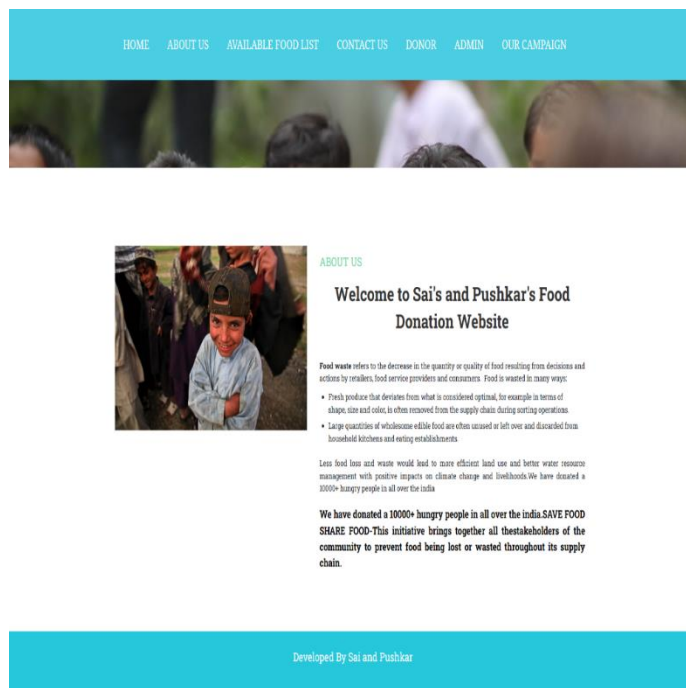 HOME ABOUT US AVAILABLE FOOD LIST CONTACT US DONOR ADMIN OUR CAMPAIGN
ABOUT US
Welcome to Sai's and Pushkar's Food
Donation Website
Food waste refers to the decrease in the quantity or quality of food resulting from decisions and
actions by retailers, food service providers and consumers. Food is wasted in many ways:
• Fresh produce that deviates from what is considered optimal, for example in terms of
shape, size and color, is often removed from the supply chain during sorting operations.
• Large quantities of wholesome edible food are often unused or left over and discarded from
household kitchens and eating establishments
Less food loss and waste would lead to more efficient land use and better water resource
management with positive impacts on climate change and livelihoods.We have donated a
10000+ hungry people in all over the india
We have donated a 10000+ hungry people in all over the india.SAVE FOOD
SHARE FOOD-This initiative brings together all thestakeholders of the
community to prevent food being lost or wasted throughout its supply
chain.
Developed By Sai and Pushkar